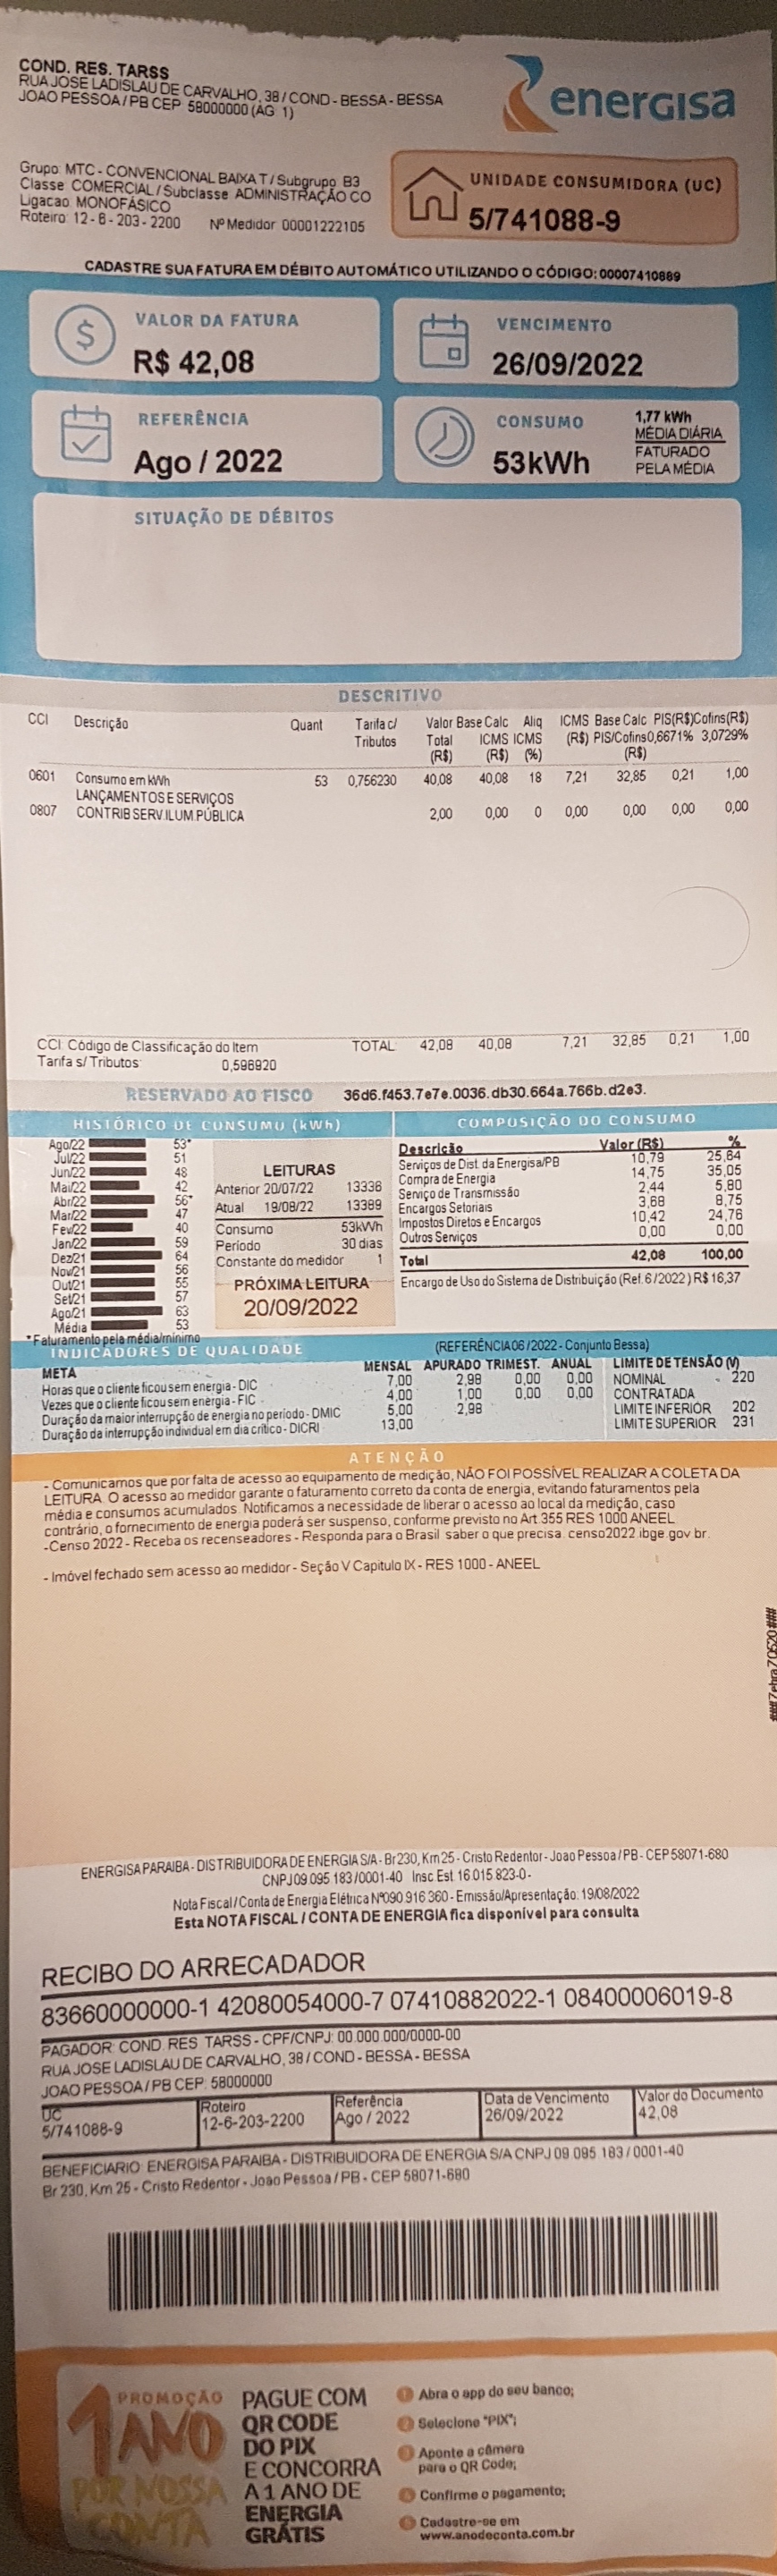 COND. RES. TARSS
RUA JOSE LADISLAU DE CARVALHO, 38 / COND - BESSA - BESSA
JOAO PESSOA / PB CEP 58000000 (AG 1)
energisa
Grupo: MTC - CONVENCIONAL BAIXA T / Subgrupo B3
Classe COMERCIAL / Subclasse ADMINISTRAÇÃO CO
Ligacao MONOFÁSICO
Roteiro: 12 - 6 - 203 - 2200 Nº Medidor 00001222105
UNIDADE CONSUMIDORA (UC)
5/741088-9
CADASTRE SUA FATURA EM DÉBITO AUTOMÁTICO UTILIZANDO O CÓDIGO: 00007410889
VALOR DA FATURA
R$ 42,08
VENCIMENTO
26/09/2022
REFERÊNCIA
Ago / 2022
CONSUMO
53kWh
1,77 kWh
MÉDIA DIÁRIA
FATURADO
PELA MÉDIA
SITUAÇÃO DE DÉBITOS
DESCRITIVO
CCI Descrição Quant Tarifa c/ Valor Base Calc Aliq ICMS Base Calc PIS(R$) Cofins(R$)
Tributos Total ICMS ICMS (R$) PIS/Cofins 0,6671% 3,0729%
(R$) (R$) (%) (R$)
0601 Consumo em kWh 53 0,756230 40,08 40,08 18 7,21 32,85 0,21 1,00
LANÇAMENTOS E SERVIÇOS
0807 CONTRIB SERV.ILUM.PÚBLICA 2,00 0,00 0 0,00 0,00 0,00 0,00
CCI: Código de Classificação do Item TOTAL: 42,08 40,08 7,21 32,85 0,21 1,00
Tarifa s/ Tributos: 0,596920
RESERVADO AO FISCO 36d6.f453.7e7e.0036.db30.664a.766b.d2e3.
HISTÓRICO DE CONSUMO (kWh)
Ago/22 53*
Jul/22 51
Jun/22 48
Mai/22 42
Abr/22 56*
Mar/22 47
Fev/22 40
Jan/22 59
Dez/21 64
Nov/21 56
Out/21 55
Set/21 57
Ago/21 63
Média 53
*Faturamento pela média/mínimo
LEITURAS
Anterior 20/07/22 13336
Atual 19/08/22 13389
Consumo 53kWh
Período 30 dias
Constante do medidor 1
PRÓXIMA LEITURA
20/09/2022
COMPOSIÇÃO DO CONSUMO
Descrição Valor (R$) %
Serviços de Dist. da Energisa/PB 10,79 25,64
Compra de Energia 14,75 35,05
Serviço de Transmissão 2,44 5,80
Encargos Setoriais 3,68 8,75
Impostos Diretos e Encargos 10,42 24,76
Outros Serviços 0,00 0,00
Total 42,08 100,00
Encargo de Uso do Sistema de Distribuição (Ref. 6 / 2022) R$ 16,37
INDICADORES DE QUALIDADE (REFERÊNCIA 06 / 2022 - Conjunto Bessa)
META MENSAL APURADO TRIMEST. ANUAL LIMITE DE TENSÃO (V)
Horas que o cliente ficou sem energia - DIC 7,00 2,98 0,00 0,00 NOMINAL 220
Vezes que o cliente ficou sem energia - FIC 4,00 1,00 0,00 0,00 CONTRATADA
Duração da maior interrupção de energia no período - DMIC 5,00 2,98 LIMITE INFERIOR 202
Duração da interrupção individual em dia crítico - DICRI 13,00 LIMITE SUPERIOR 231
ATENÇÃO
- Comunicamos que por falta de acesso ao equipamento de medição, NÃO FOI POSSÍVEL REALIZAR A COLETA DA
LEITURA. O acesso ao medidor garante o faturamento correto da conta de energia, evitando faturamentos pela
média e consumos acumulados. Notificamos a necessidade de liberar o acesso ao local da medição, caso
contrário, o fornecimento de energia poderá ser suspenso, conforme previsto no Art 355 RES 1000 ANEEL
-Censo 2022 - Receba os recenseadores - Responda para o Brasil saber o que precisa. censo2022.ibge.gov.br.
- Imóvel fechado sem acesso ao medidor - Seção V Capitulo IX - RES 1000 - ANEEL
ENERGISA PARAIBA - DISTRIBUIDORA DE ENERGIA S/A - Br 230, Km 25 - Cristo Redentor - Joao Pessoa / PB - CEP 58071-680
CNPJ 09.095.183/0001-40 Insc Est. 16.015.823-0-
Nota Fiscal / Conta de Energia Elétrica Nº090.916.360 - Emissão/Apresentação: 19/08/2022
Esta NOTA FISCAL / CONTA DE ENERGIA fica disponível para consulta
RECIBO DO ARRECADADOR
83660000000-1 42080054000-7 07410882022-1 08400006019-8
PAGADOR: COND. RES. TARSS - CPF/CNPJ: 00.000.000/0000-00
RUA JOSE LADISLAU DE CARVALHO, 38 / COND - BESSA - BESSA
JOAO PESSOA / PB CEP: 58000000
UC Roteiro Referência Data de Vencimento Valor do Documento
5/741088-9 12-6-203-2200 Ago / 2022 26/09/2022 42,08
BENEFICIARIO: ENERGISA PARAIBA - DISTRIBUIDORA DE ENERGIA S/A CNPJ 09.095.183 / 0001-40
Br 230, Km 25 - Cristo Redentor - Joao Pessoa / PB - CEP 58071-680
PROMOÇÃO
1 ANO
POR NOSSA
CONTA
PAGUE COM
QR CODE
DO PIX
E CONCORRA
A 1 ANO DE
ENERGIA
GRÁTIS
Abra o app do seu banco;
Selecione "PIX";
Aponte a câmera
para o QR Code;
Confirme o pagamento;
Cadastre-se em
www.anodeconta.com.br